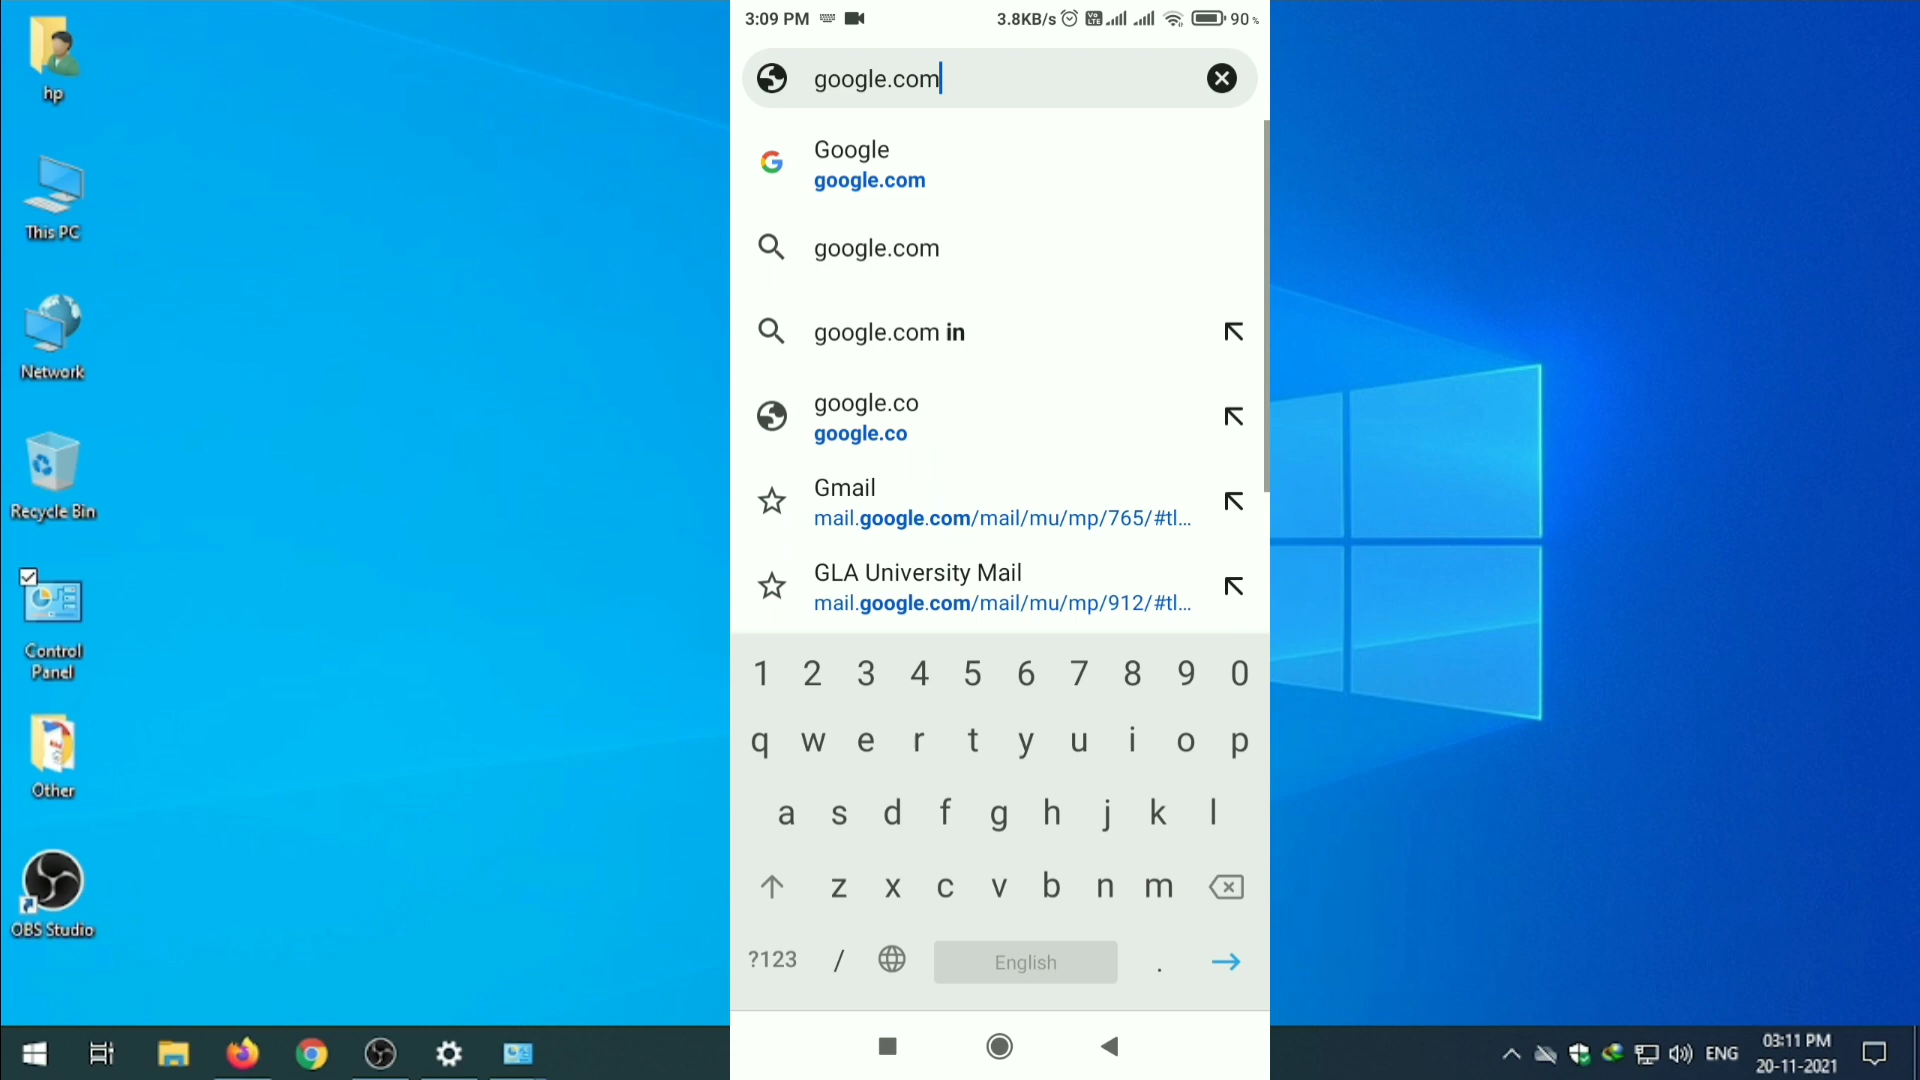 hp
This PC
Network
Recycle Bin
Control
Panel
Other
OBS Studio
3:09 PM
3.8KB/s
Vo
LTE
90 %
google.com
Google
google.com
google.com
google.com in
google.co
google.co
Gmail
mail.google.com/mail/mu/mp/765/#tl...
GLA University Mail
mail.google.com/mail/mu/mp/912/#tl...
1 2 3 4 5 6 7 8 9 0
q w e r t y u i o p
a s d f g h j k l
z x c v b n m
?123 / English .
ENG
03:11 PM
20-11-2021